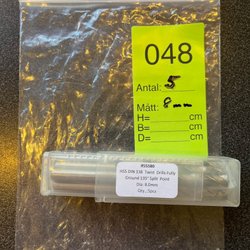 048
Antal: 5
Mått: 8mm
H= cm
B= cm
D= cm
#55580
HSS DIN 338 Twist Drills Fully
Ground 135° Split Point
Dia. 8.0mm
Qty., 5pcs